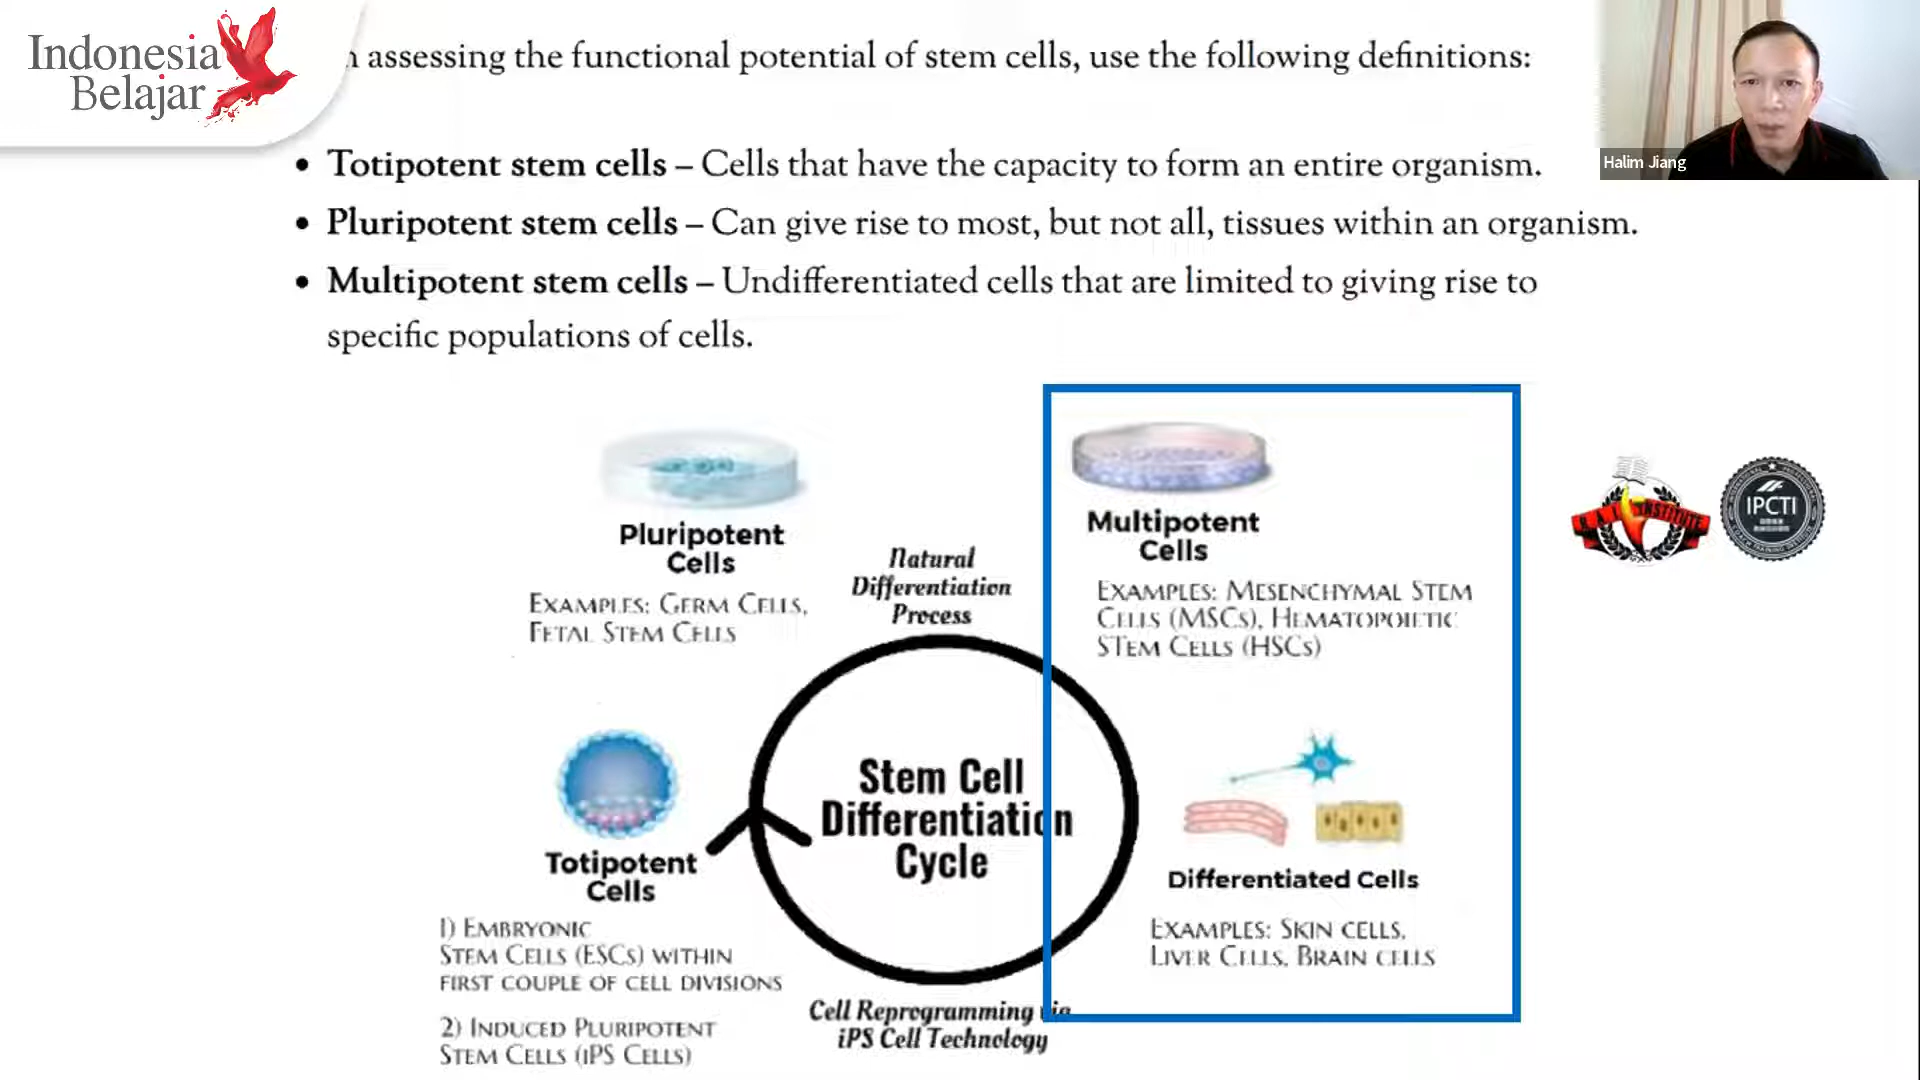 Indonesia
Belajar
assessing the functional potential of stem cells, use the following definitions:
Halim Jiang
• Totipotent stem cells – Cells that have the capacity to form an entire organism.
• Pluripotent stem cells – Can give rise to most, but not all, tissues within an organism.
• Multipotent stem cells – Undifferentiated cells that are limited to giving rise to
specific populations of cells.
Pluripotent
Cells
Examples: Germ Cells,
Fetal Stem Cells
Natural
Differentiation
Process
Multipotent
Cells
Examples: Mesenchymal Stem
Cells (MSCs), Hematopoietic
STem Cells (HSCs)
INSTITUTE
IPCTI
Stem Cell
Differentiation
Cycle
Totipotent
Cells
1) Embryonic
Stem Cells (ESCs) within
first couple of cell divisions
2) Induced Pluripotent
Stem Cells (iPS Cells)
Differentiated Cells
Examples: Skin cells,
Liver Cells, Brain cells
Cell Reprogramming via
iPS Cell Technology